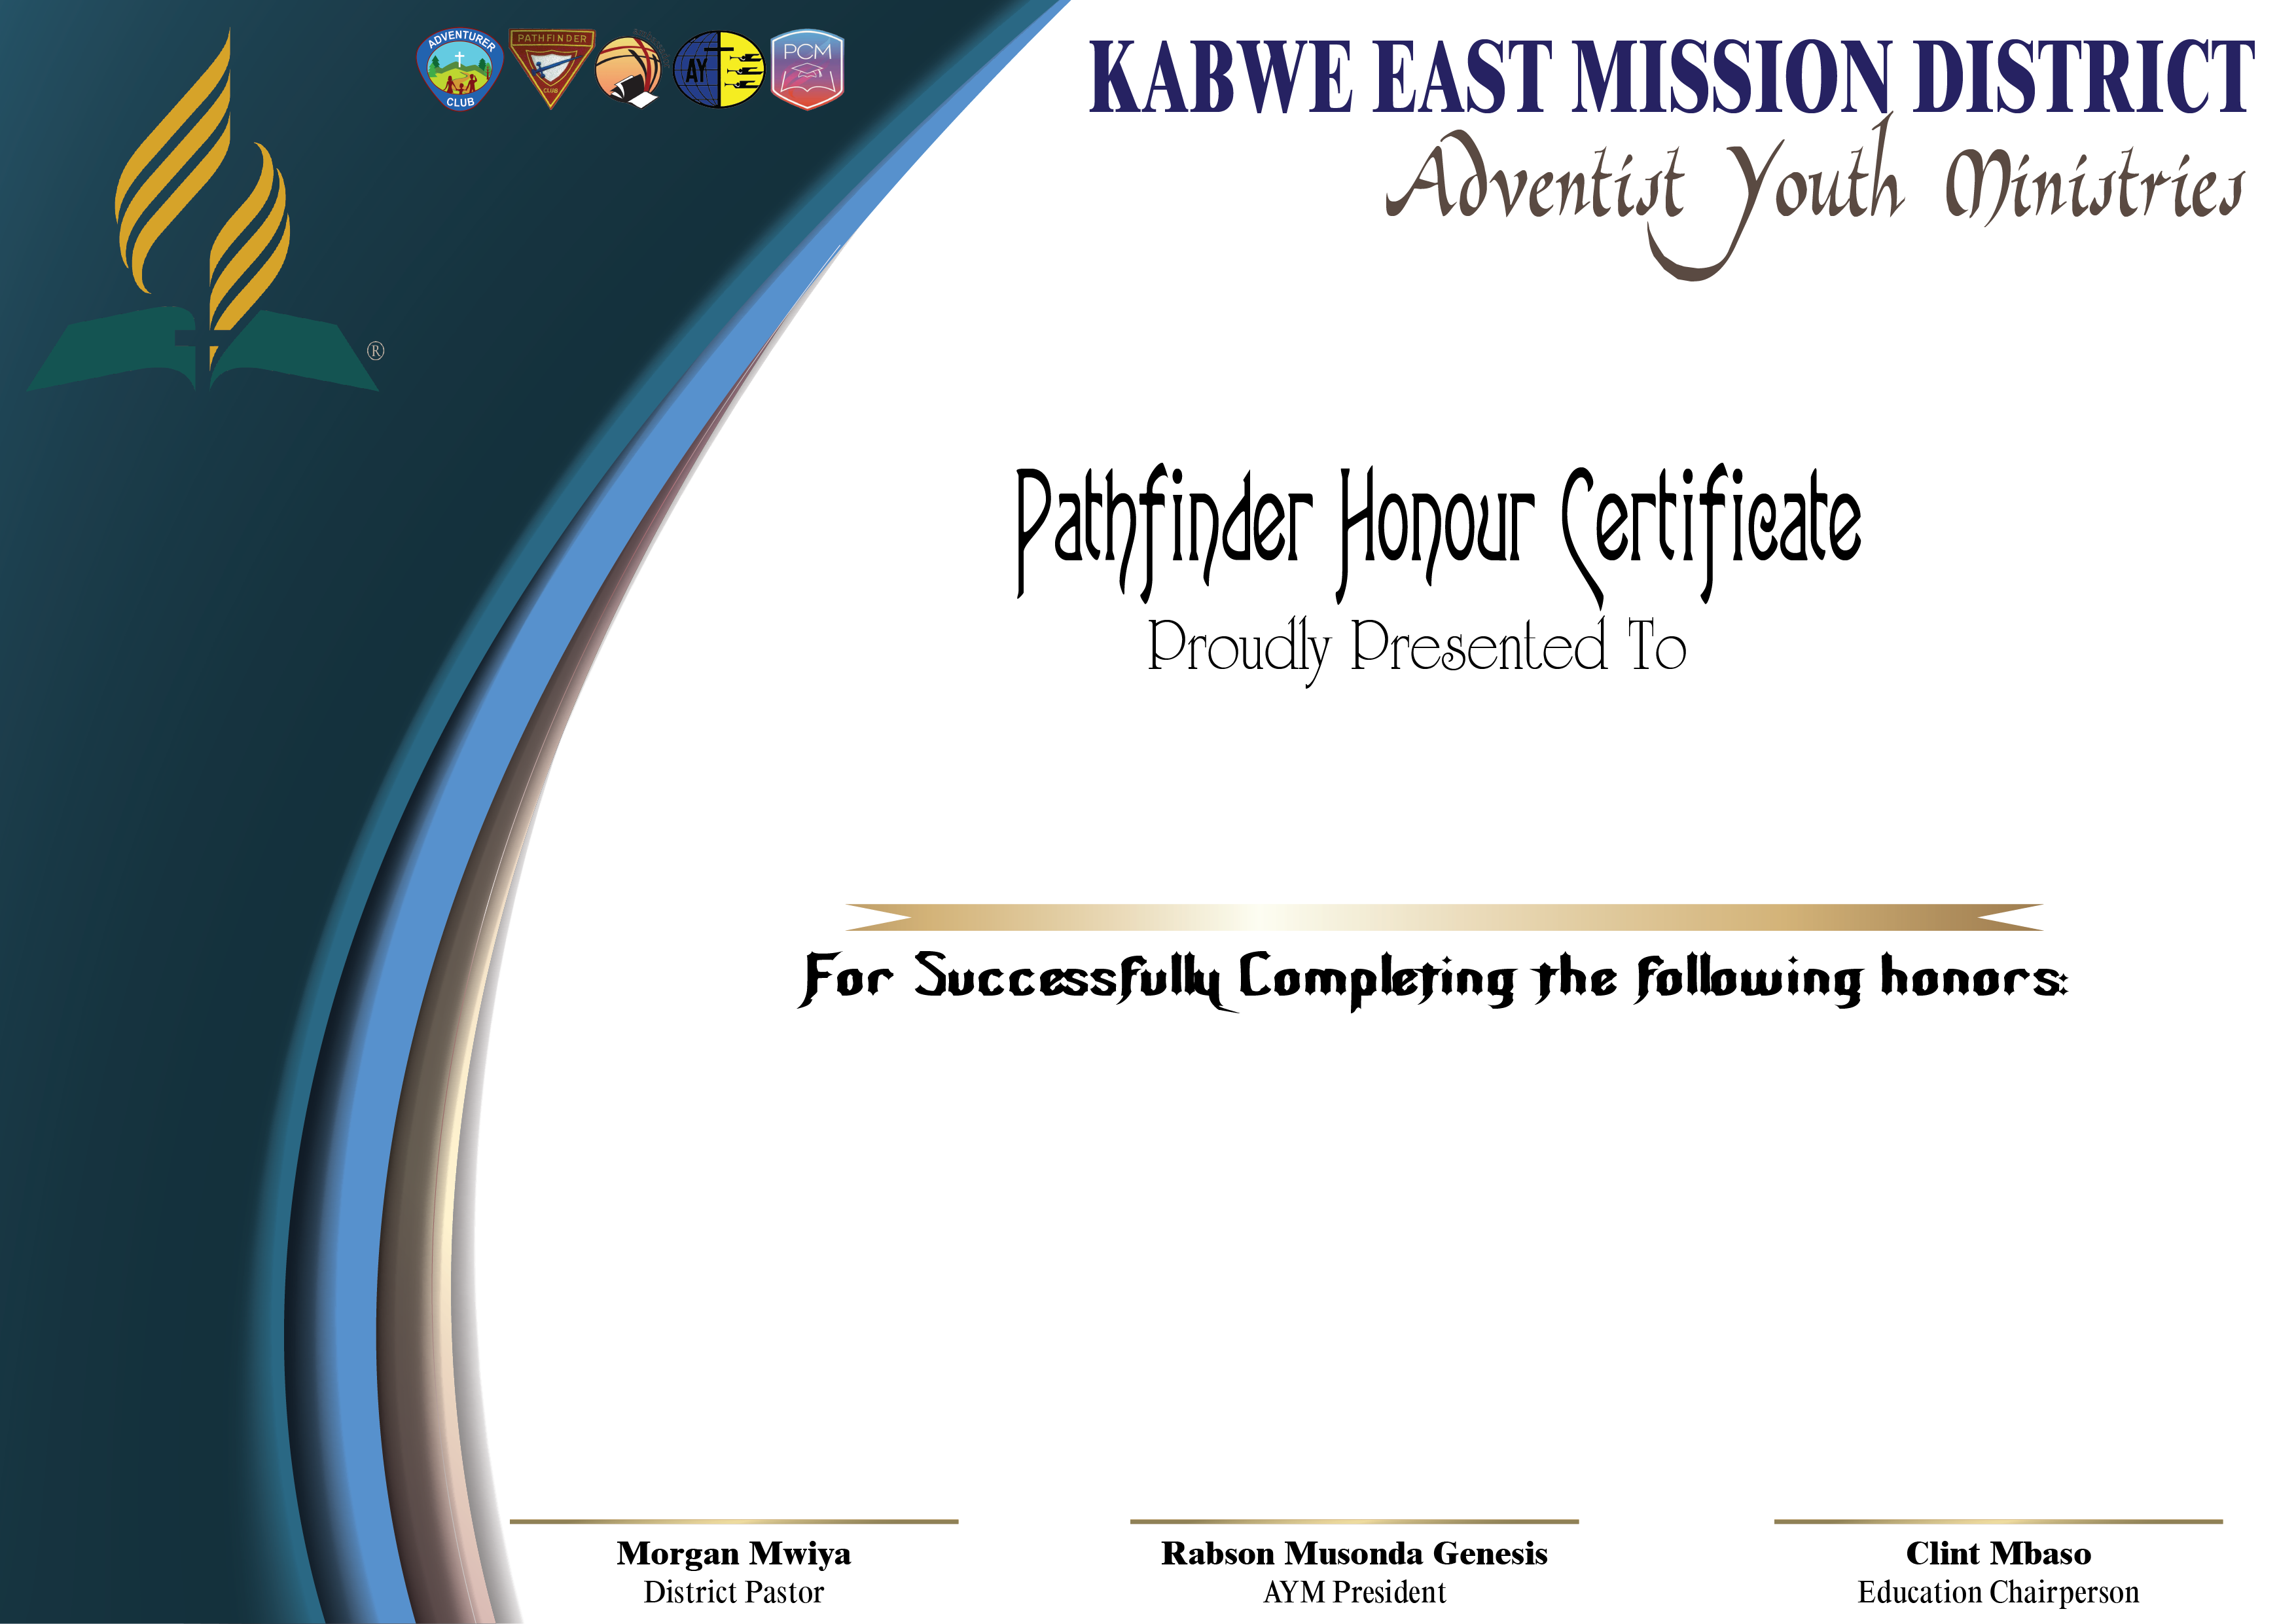 ADVENTURER
CLUB
PATHFINDER
CLUB
AY
PCM
KABWE EAST MISSION DISTRICT
Adventist Youth Ministries
®
Pathfinder Honour Certificate
Proudly Presented To
For Successfully Completing the following honors:
Morgan Mwiya
District Pastor
Rabson Musonda Genesis
AYM President
Clint Mbaso
Education Chairperson